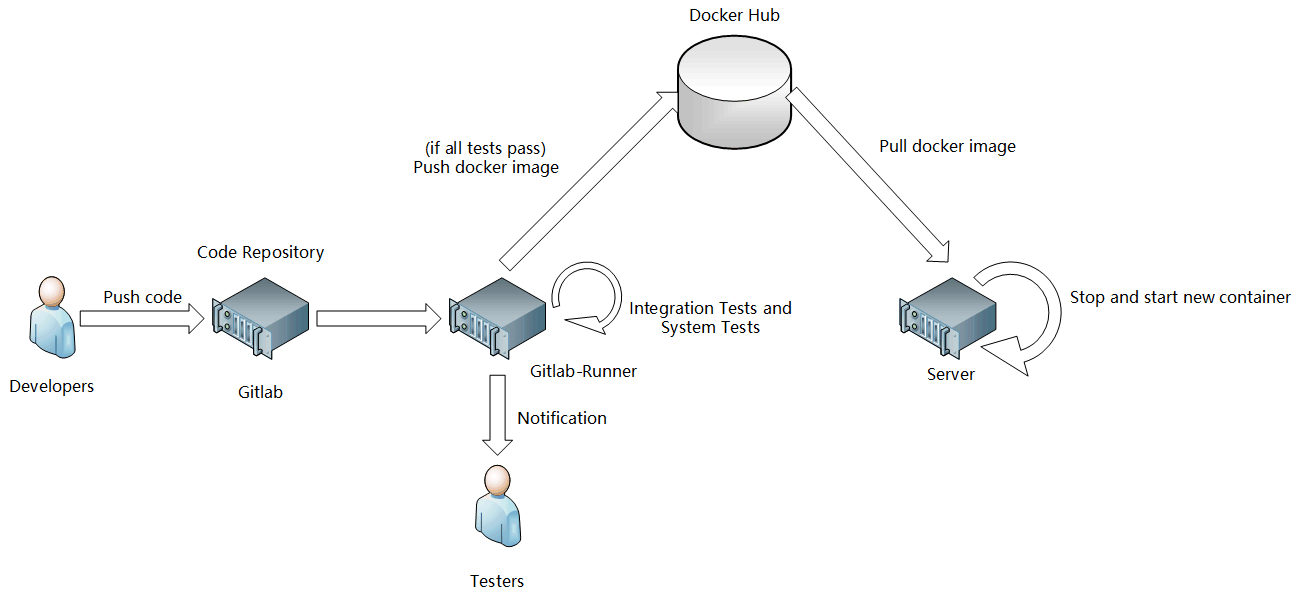 Docker Hub
(if all tests pass)
Push docker image
Pull docker image
Code Repository
Push code
Integration Tests and
System Tests
Stop and start new container
Developers
Gitlab
Gitlab-Runner
Server
Notification
Testers